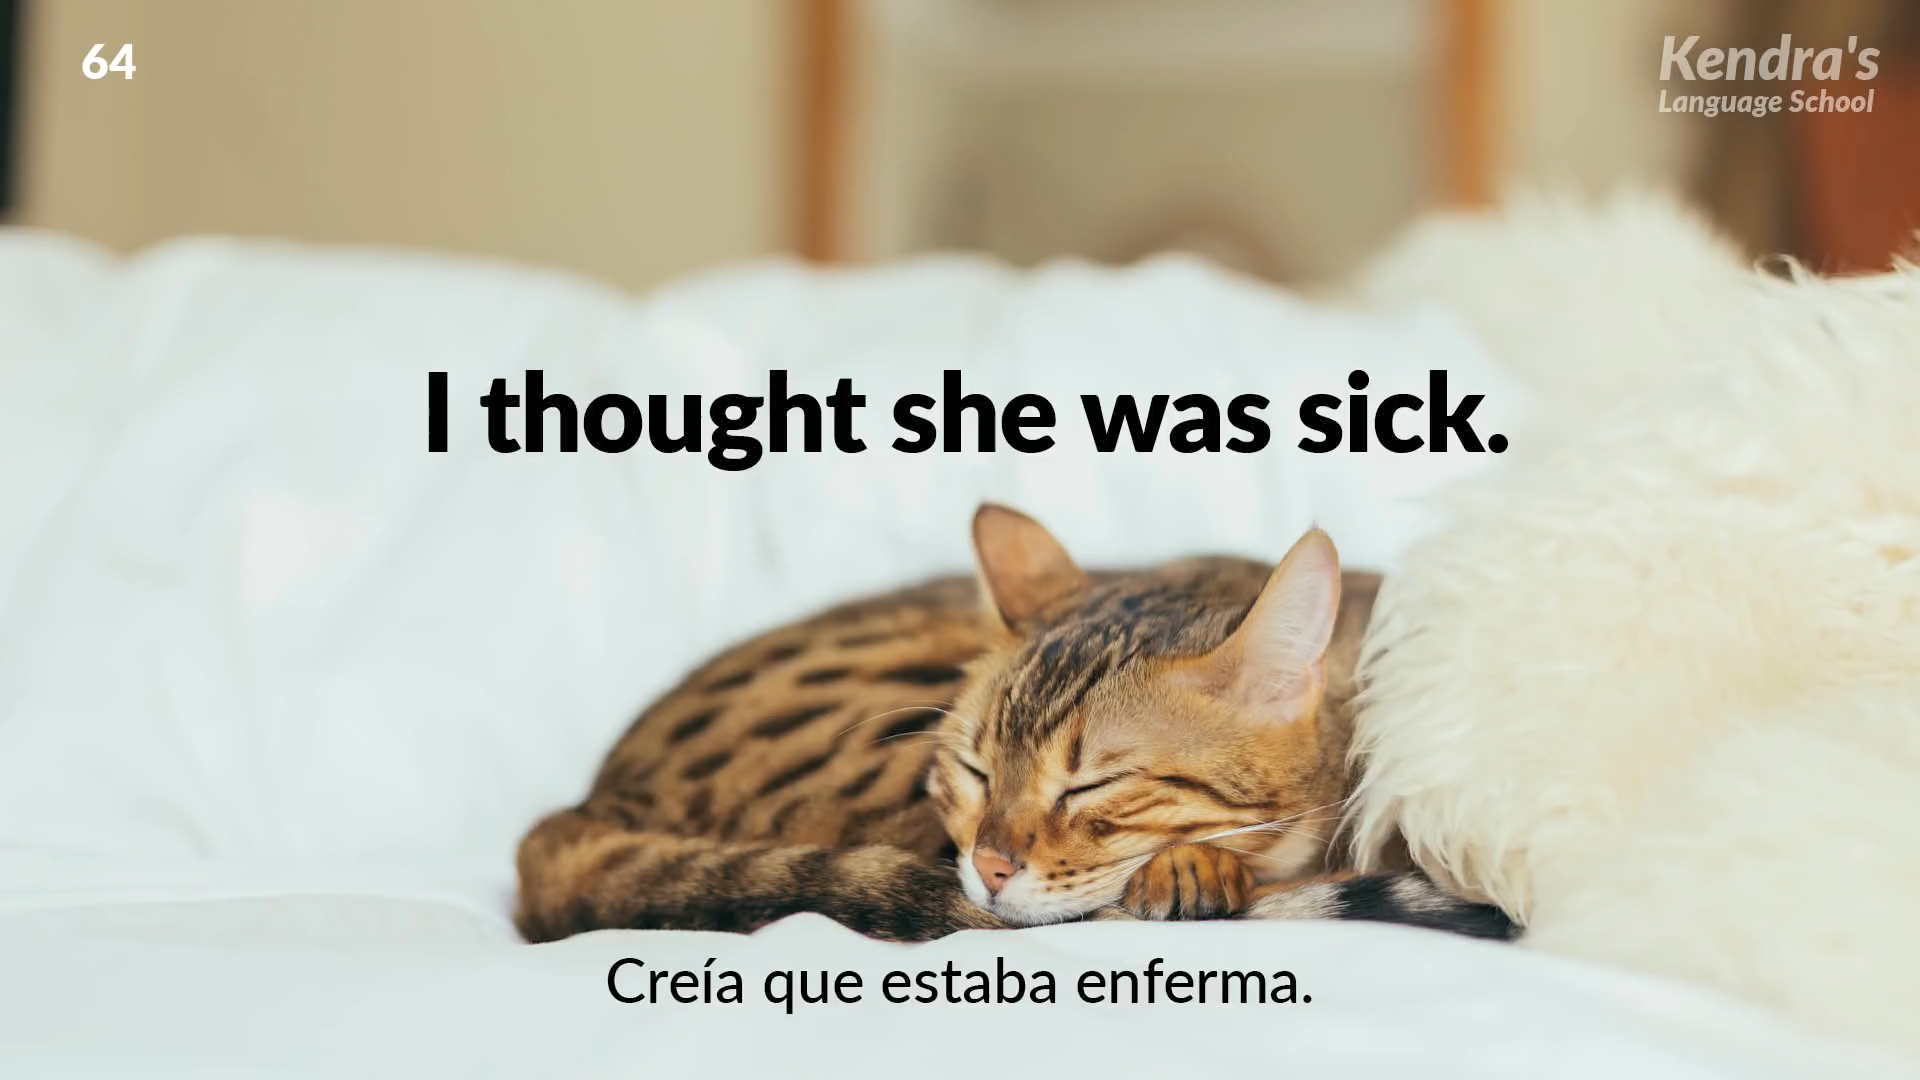 64
Kendra's
Language School
I thought she was sick.
Creía que estaba enferma.